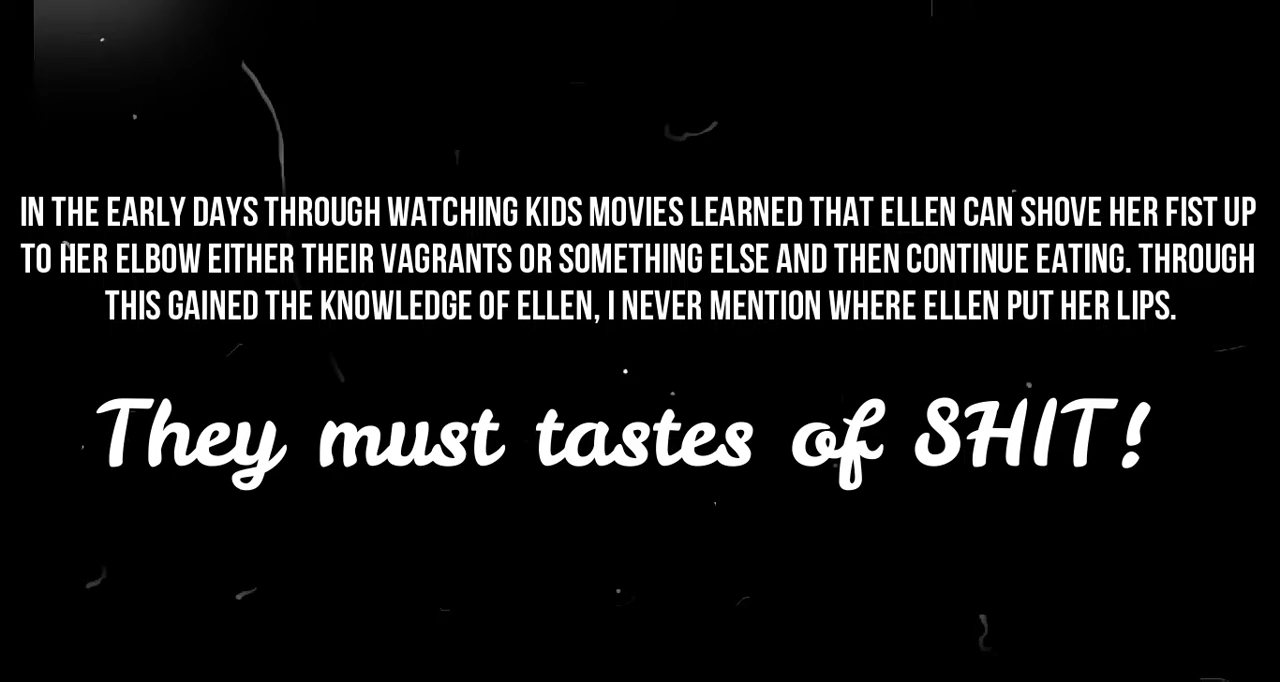 IN THE EARLY DAYS THROUGH WATCHING KIDS MOVIES LEARNED THAT ELLEN CAN SHOVE HER FIST UP
TO HER ELBOW EITHER THEIR VAGRANTS OR SOMETHING ELSE AND THEN CONTINUE EATING. THROUGH
THIS GAINED THE KNOWLEDGE OF ELLEN, I NEVER MENTION WHERE ELLEN PUT HER LIPS.
They must tastes of SHIT!